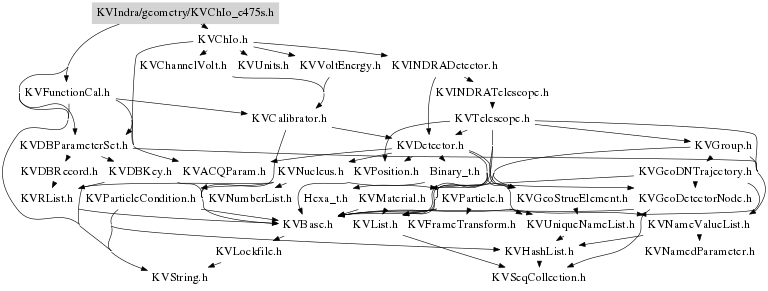 KVIndra/geometry/KVChIo_e475s.h
KVChIo.h
KVChannelVolt.h KVUnits.h KVVoltEnergy.h KVINDRADetector.h
KVFunctionCal.h KVINDRATelescope.h
KVCalibrator.h KVTelescope.h
KVDBParameterSet.h KVDetector.h KVGroup.h
KVDBRecord.h KVDBKey.h KVACQParam.h KVNucleus.h KVPosition.h Binary_t.h KVGeoDNTrajectory.h
KVRList.h KVParticleCondition.h KVNumberList.h Hexa_t.h KVMaterial.h KVParticle.h KVGeoStrucElement.h KVGeoDetectorNode.h
KVBase.h KVList.h KVFrameTransform.h KVUniqueNameList.h KVNameValueList.h
KVLockfile.h KVHashList.h KVNamedParameter.h
KVString.h KVSeqCollection.h